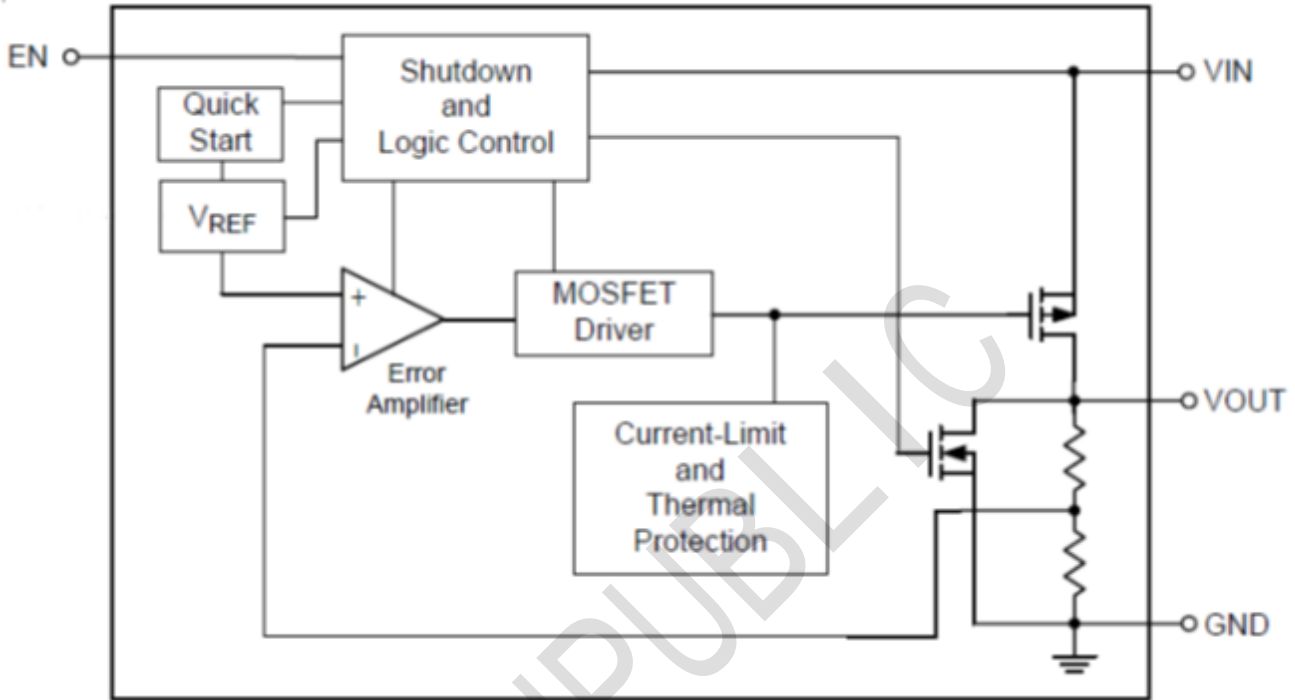 EN
Shutdown
and
Logic Control
VIN
Quick
Start
VREF
+
MOSFET
Driver
Error
Amplifier
VOUT
Current-Limit
and
Thermal
Protection
GND
PUBLIC